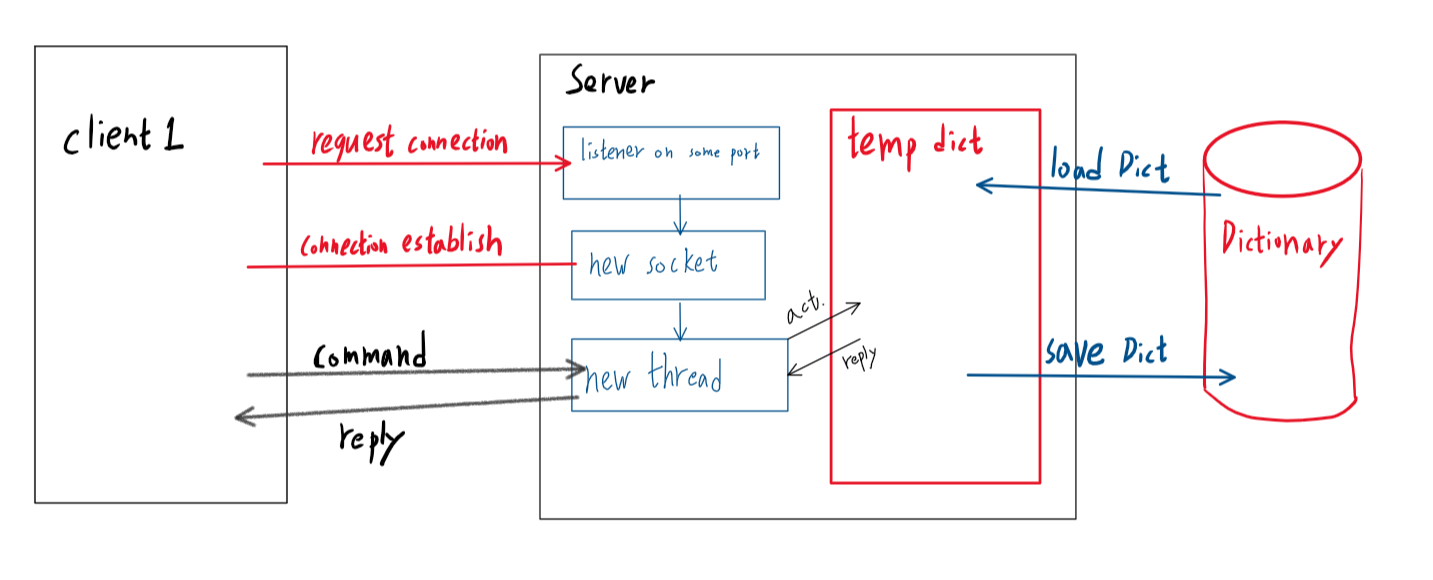 client 1
request connection
connection establish
command
reply
Server
listener on some port
new socket
new thread
act.
reply
temp dict
load Dict
save Dict
Dictionary